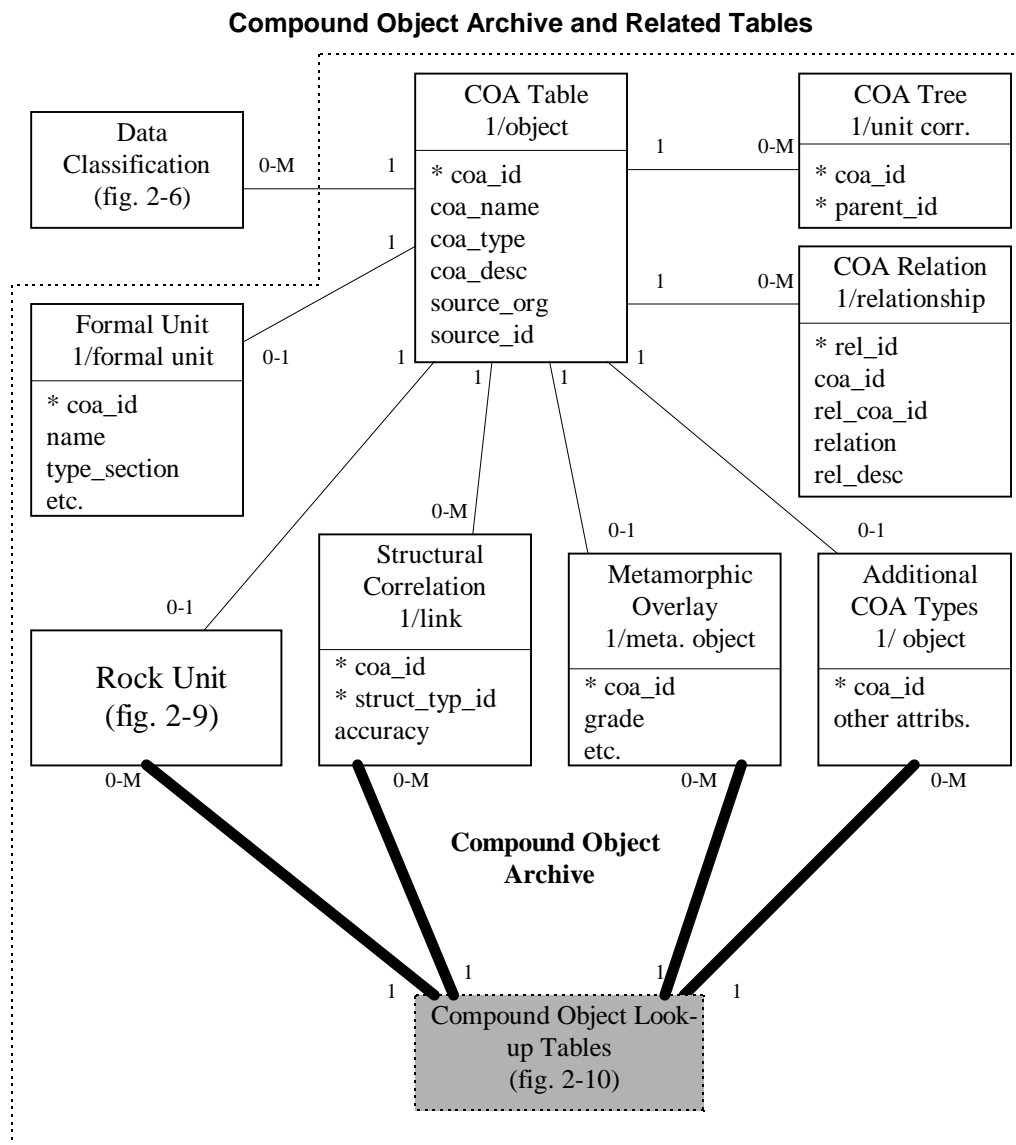 Compound Object Archive and Related Tables
Data
Classification
(fig. 2-6)
0-M
1
COA Table
1/object
* coa_id
coa_name
coa_type
coa_desc
source_org
source_id
1
0-M
COA Tree
1/unit corr.
* coa_id
* parent_id
1
0-M
COA Relation
1/relationship
* rel_id
coa_id
rel_coa_id
relation
rel_desc
1
0-1
Formal Unit
1/formal unit
* coa_id
name
type_section
etc.
1
1
1
1
0-1
Rock Unit
(fig. 2-9)
0-M
0-M
Structural
Correlation
1/link
* coa_id
* struct_typ_id
accuracy
0-M
0-1
Metamorphic
Overlay
1/meta. object
* coa_id
grade
etc.
0-M
0-1
Additional
COA Types
1/ object
* coa_id
other attribs.
0-M
Compound Object
Archive
1
1
1
1
Compound Object Look-
up Tables
(fig. 2-10)